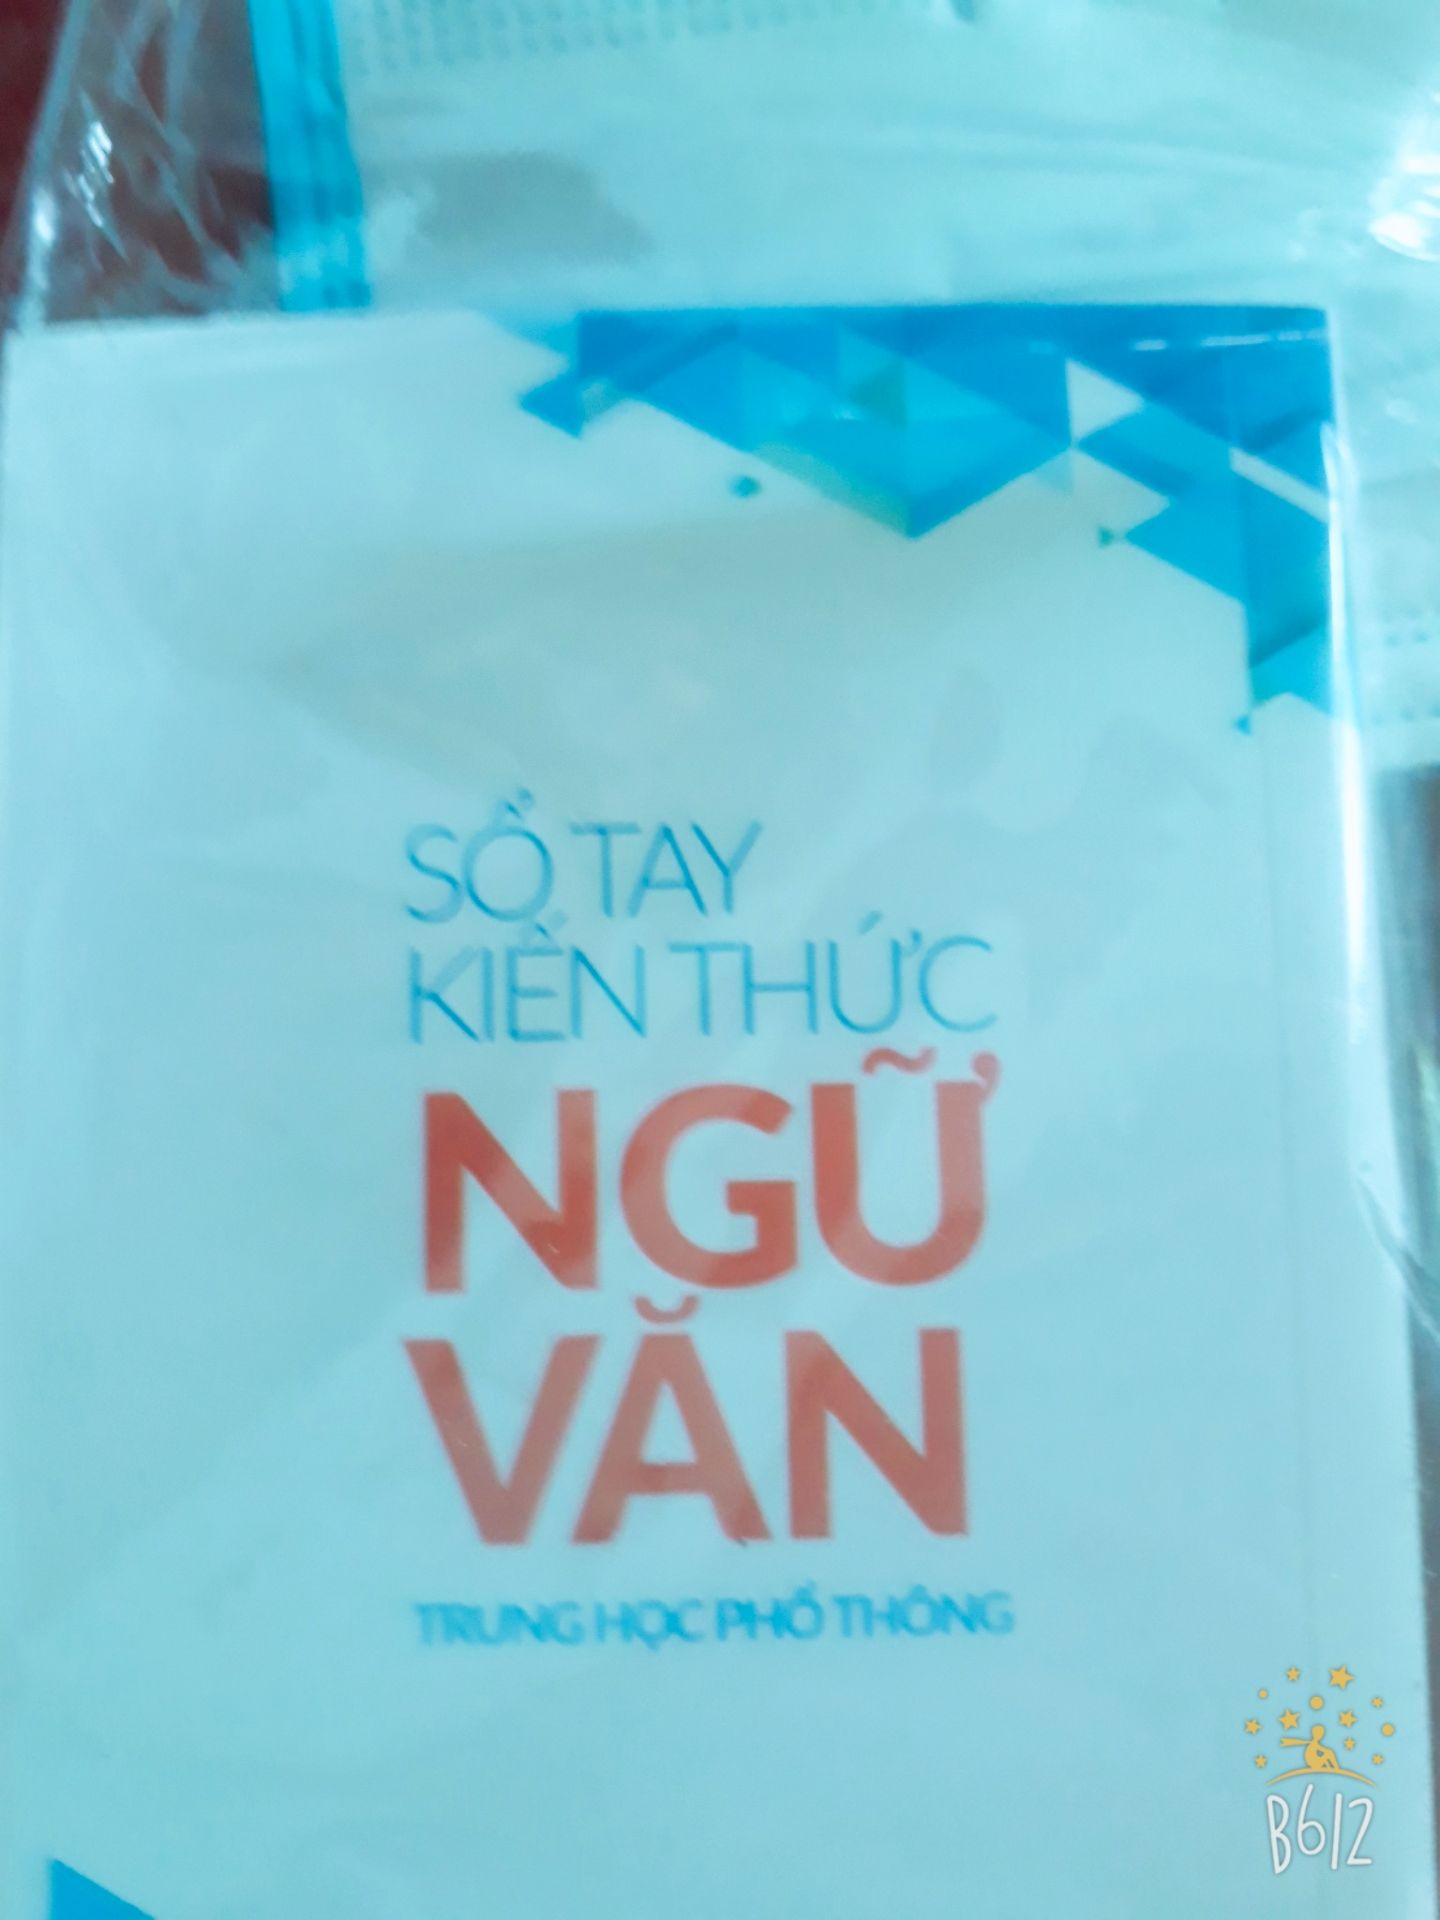 SỔ TAY
KIẾN THỨC
NGỮ
VĂN
TRUNG HỌC PHỔ THÔNG
B612